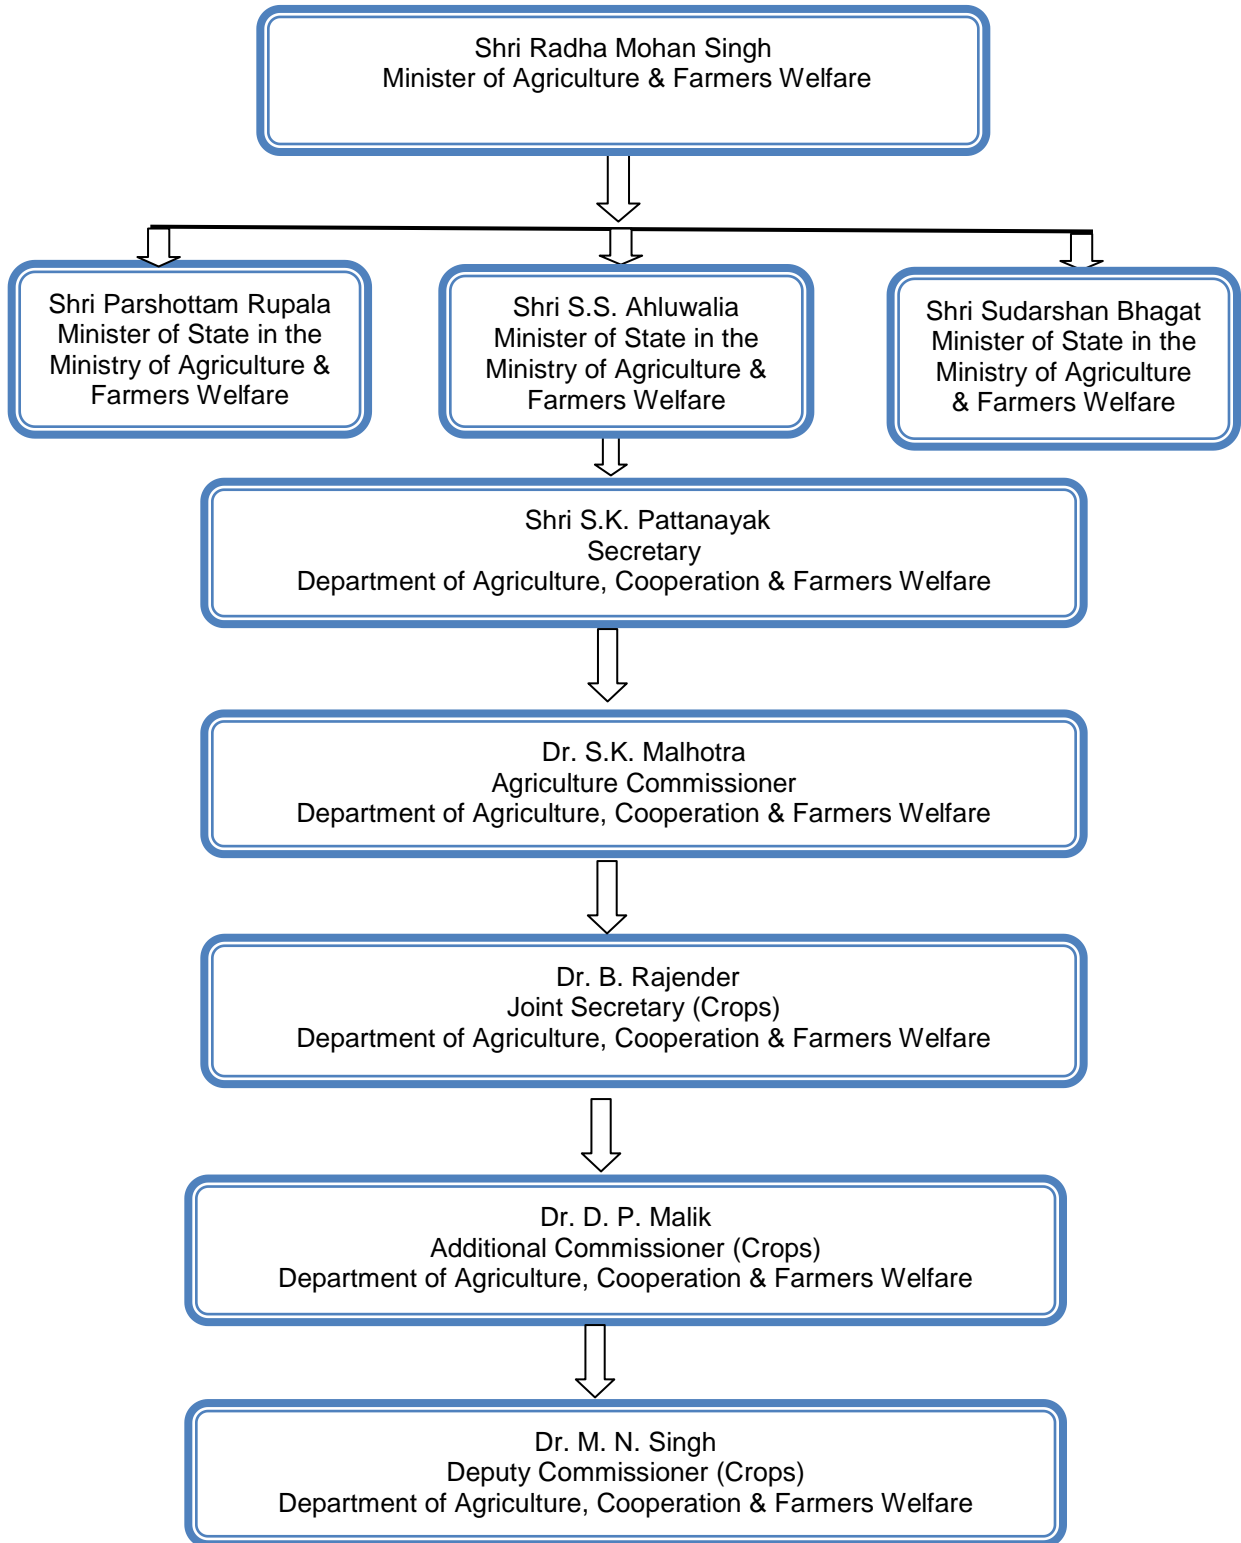 Shri Radha Mohan Singh
Minister of Agriculture & Farmers Welfare
Shri Parshottam Rupala
Minister of State in the
Ministry of Agriculture &
Farmers Welfare
Shri S.S. Ahluwalia
Minister of State in the
Ministry of Agriculture &
Farmers Welfare
Shri Sudarshan Bhagat
Minister of State in the
Ministry of Agriculture
& Farmers Welfare
Shri S.K. Pattanayak
Secretary
Department of Agriculture, Cooperation & Farmers Welfare
Dr. S.K. Malhotra
Agriculture Commissioner
Department of Agriculture, Cooperation & Farmers Welfare
Dr. B. Rajender
Joint Secretary (Crops)
Department of Agriculture, Cooperation & Farmers Welfare
Dr. D. P. Malik
Additional Commissioner (Crops)
Department of Agriculture, Cooperation & Farmers Welfare
Dr. M. N. Singh
Deputy Commissioner (Crops)
Department of Agriculture, Cooperation & Farmers Welfare